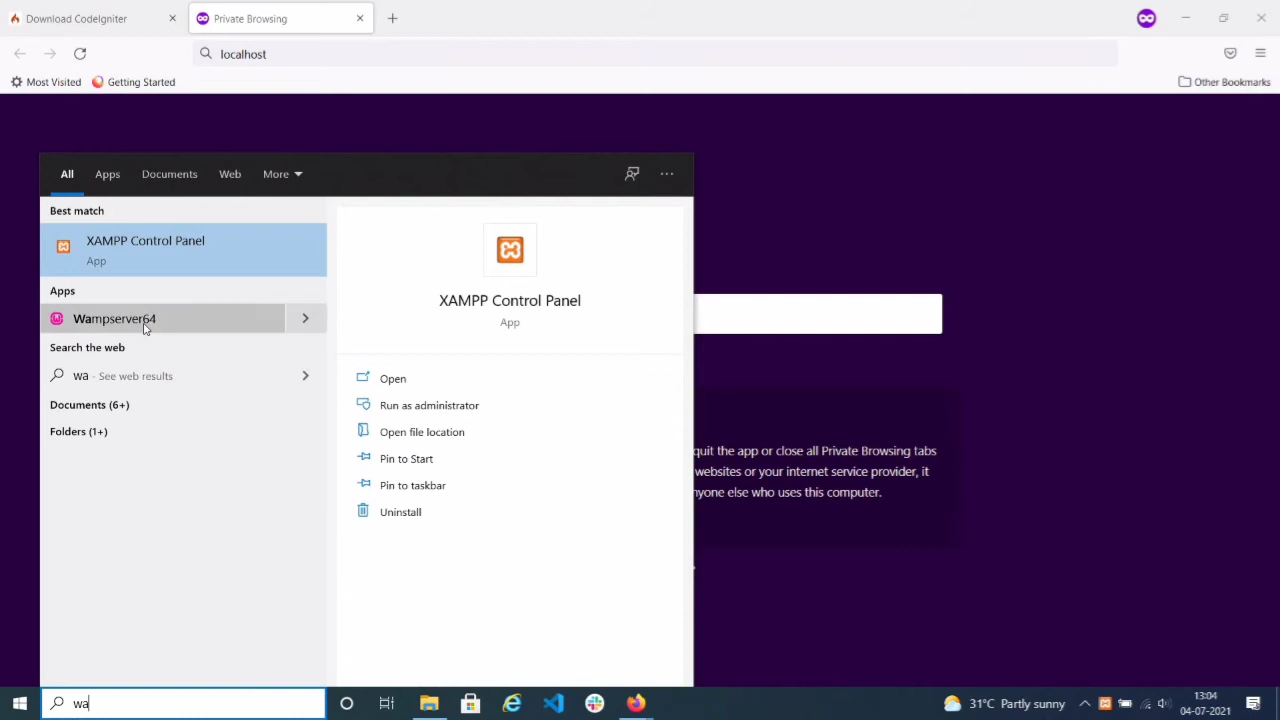 Download CodeIgniter
Private Browsing
localhost
Most Visited
Getting Started
Other Bookmarks
All
Apps
Documents
Web
More
Best match
XAMPP Control Panel
App
Apps
Wampserver64
Search the web
wa - See web results
Documents (6+)
Folders (1+)
XAMPP Control Panel
App
Open
Run as administrator
Open file location
Pin to Start
Pin to taskbar
Uninstall
quit the app or close all Private Browsing tabs
websites or your internet service provider, it
nyone else who uses this computer.
wa
31°C Partly sunny
13:04
04-07-2021